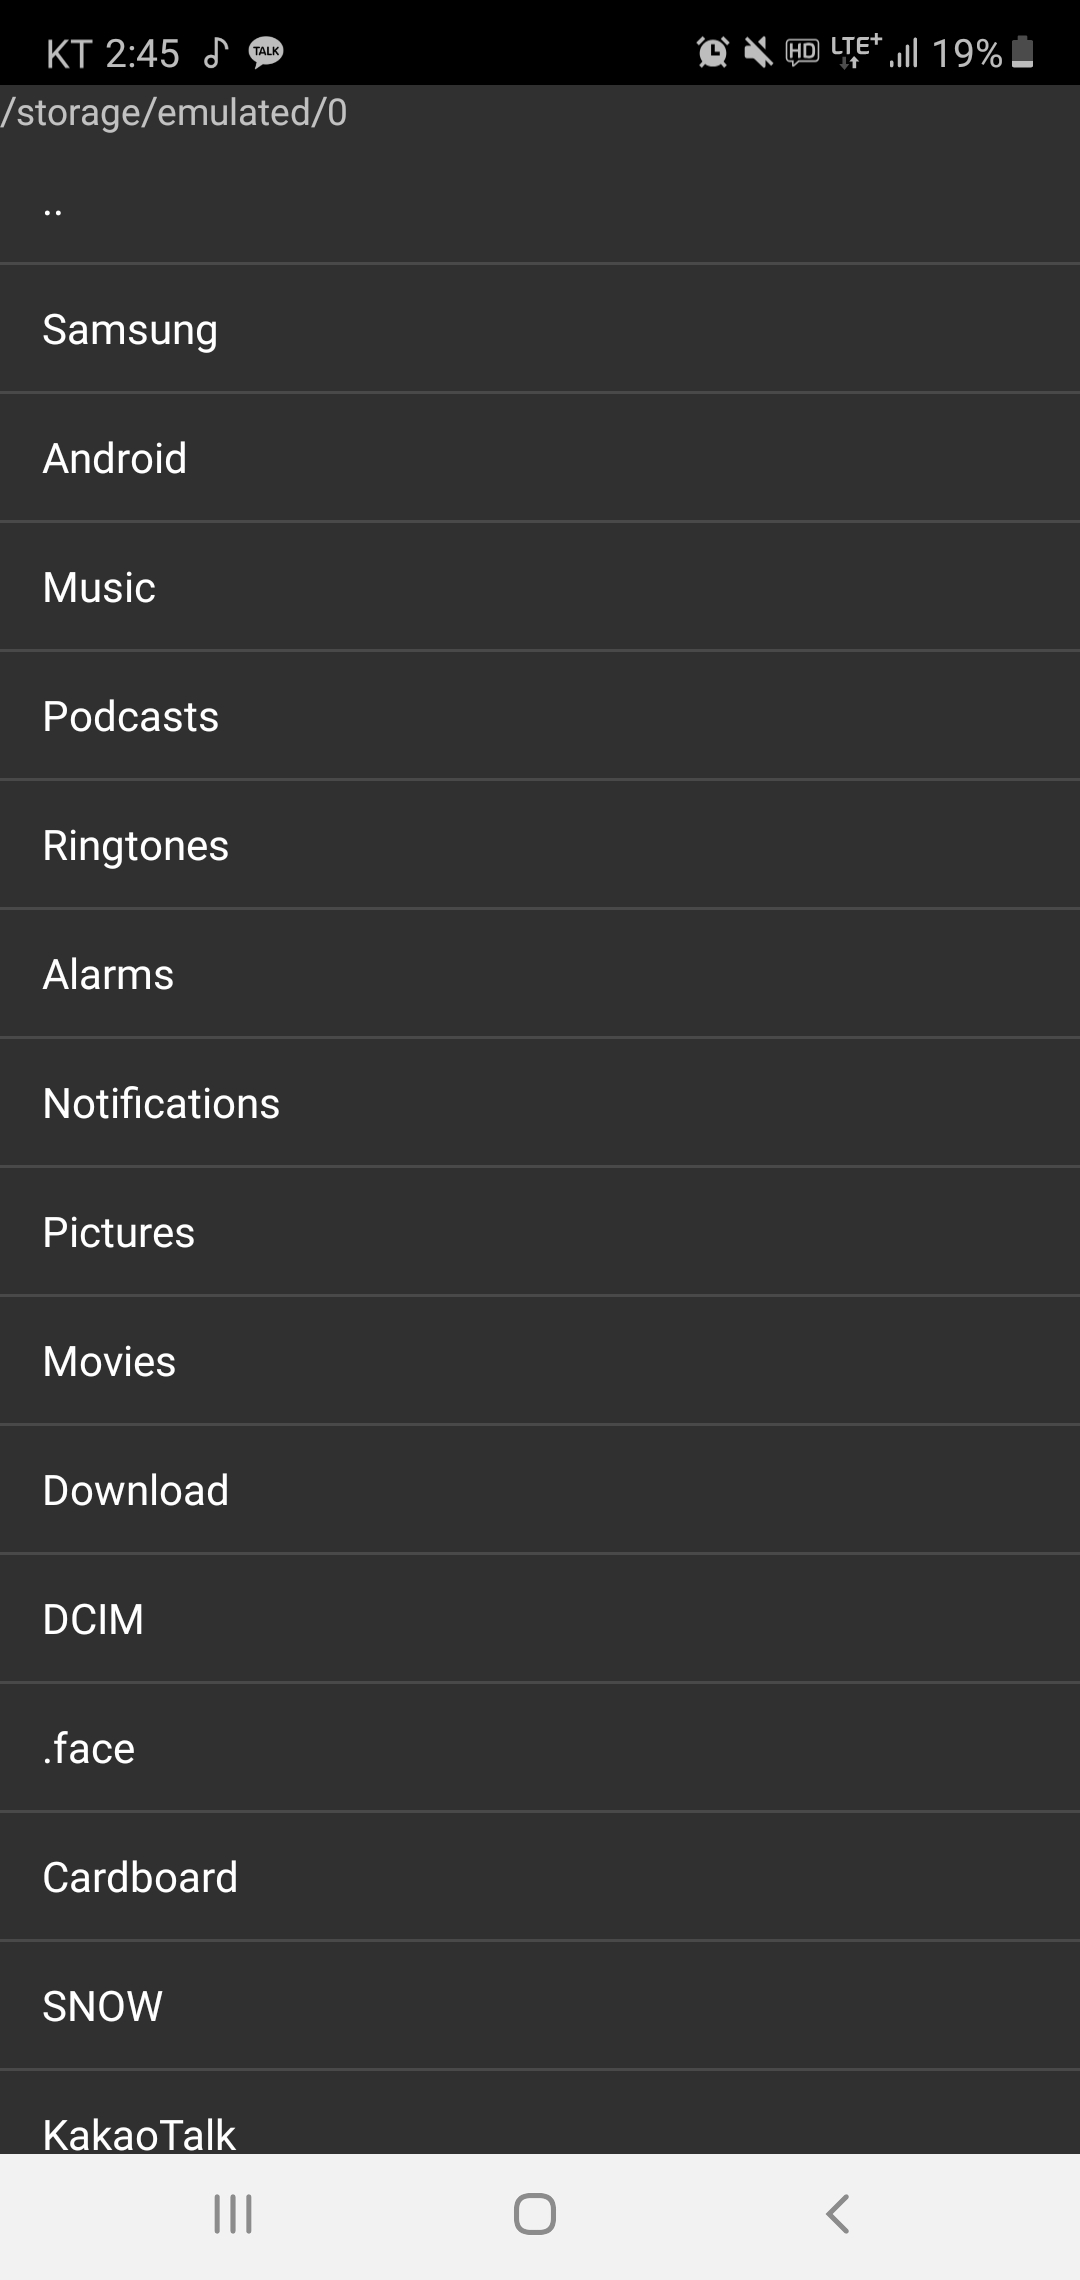 KT 2:45 TALK HD LTE+ 19%
/storage/emulated/0
..
Samsung
Android
Music
Podcasts
Ringtones
Alarms
Notifications
Pictures
Movies
Download
DCIM
.face
Cardboard
SNOW
KakaoTalk